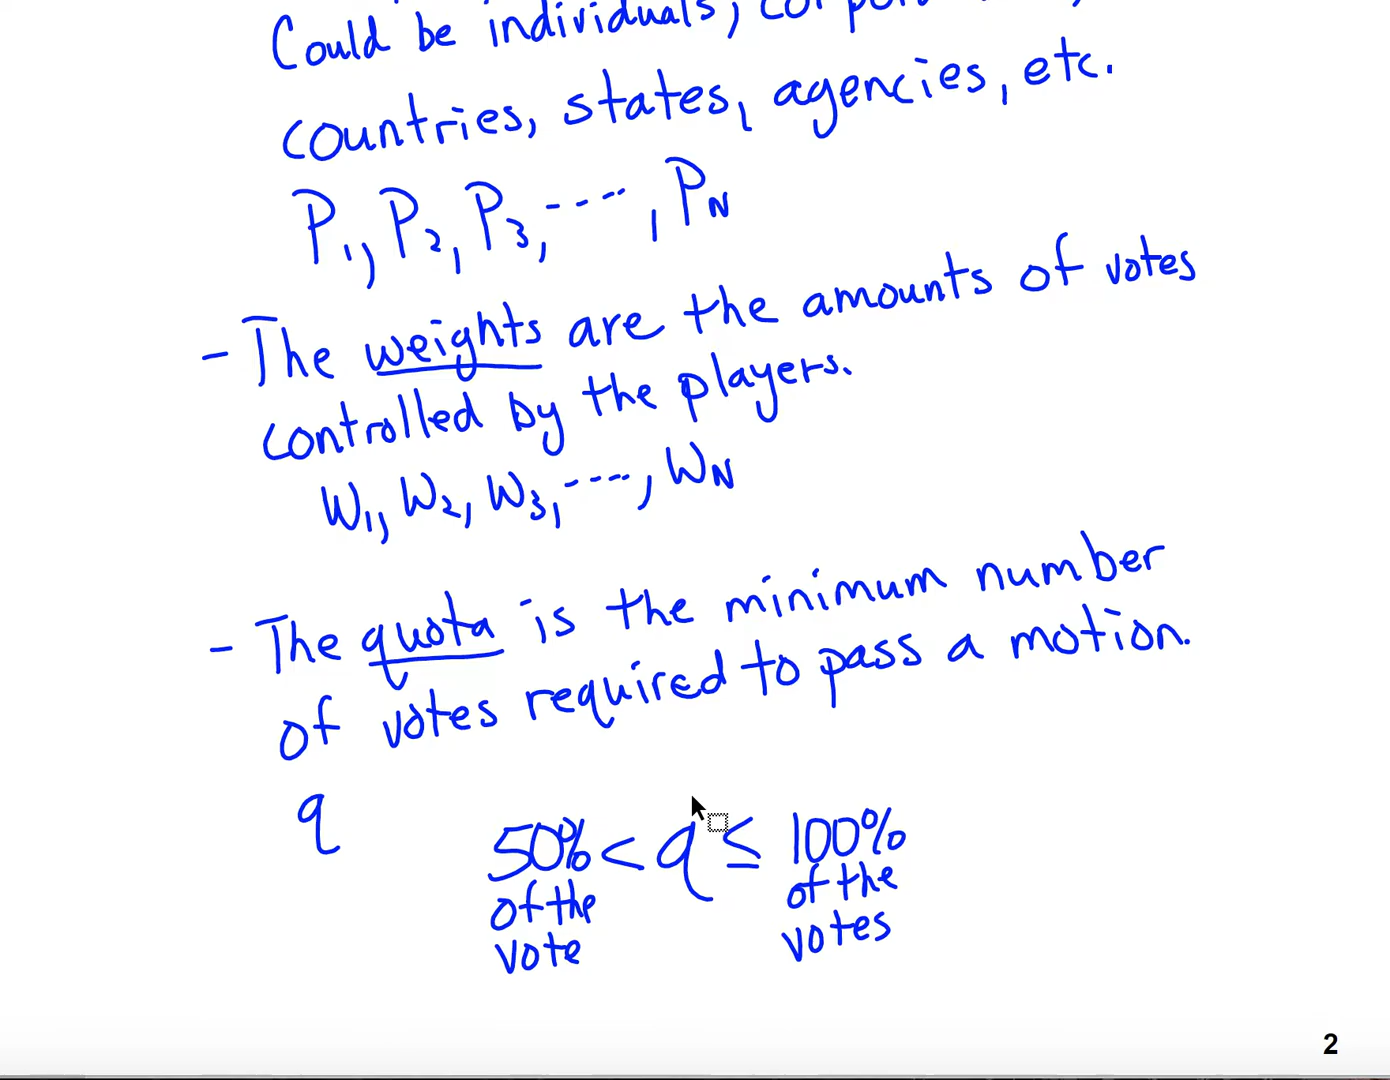 Could be individuals,
countries, states, agencies, etc.
P₁, P₂, P₃, ----, P_N
- The weights are the amounts of votes
controlled by the players.
W₁, W₂, W₃, ----, W_N
- The quota is the minimum number
of votes required to pass a motion.
q
50% < q ≤ 100%
of the vote
of the votes
2